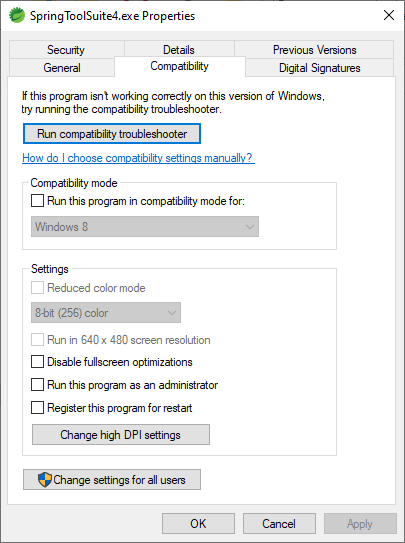 SpringToolSuite4.exe Properties
Security Details Previous Versions
General Compatibility Digital Signatures
If this program isn't working correctly on this version of Windows,
try running the compatibility troubleshooter.
Run compatibility troubleshooter
How do I choose compatibility settings manually?
Compatibility mode
Run this program in compatibility mode for:
Windows 8
Settings
Reduced color mode
8-bit (256) color
Run in 640 x 480 screen resolution
Disable fullscreen optimizations
Run this program as an administrator
Register this program for restart
Change high DPI settings
Change settings for all users
OK Cancel Apply